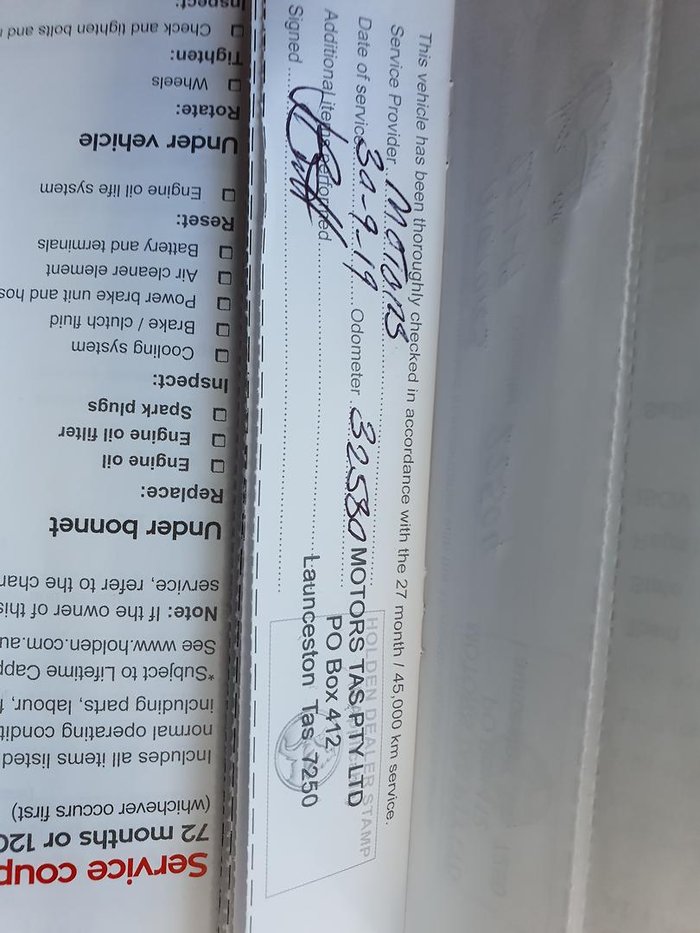 This vehicle has been thoroughly checked in accordance with the 27 month / 45,000 km service.
Service Provider Motors
Date of service 30-9-19 Odometer 32580
Additional items performed
Signed
HOLDEN DEALER STAMP
MOTORS TAS PTY LTD
PO Box 412
Launceston Tas 7250
Service coup
72 months or 120
(whichever occurs first)
Includes all items listed
normal operating condit
including parts, labour, f
*Subject to Lifetime Capp
See www.holden.com.au
Note: If the owner of this
service, refer to the char
Under bonnet
Replace:
Engine oil
Engine oil filter
Spark plugs
Inspect:
Cooling system
Brake / clutch fluid
Power brake unit and hos
Air cleaner element
Battery and terminals
Reset:
Engine oil life system
Under vehicle
Rotate:
Wheels
Tighten:
Check and tighten bolts and
Inspect: